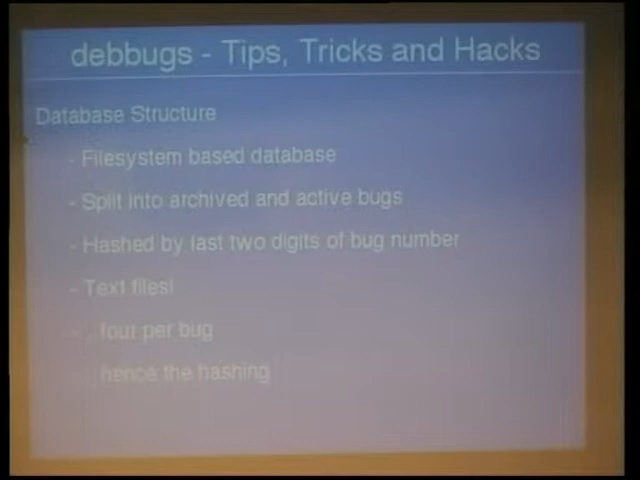 debbugs - Tips, Tricks and Hacks
Database Structure
- Filesystem based database
- Split into archived and active bugs
- Hashed by last two digits of bug number
- Text files!
- ..four per bug
..hence the hashing